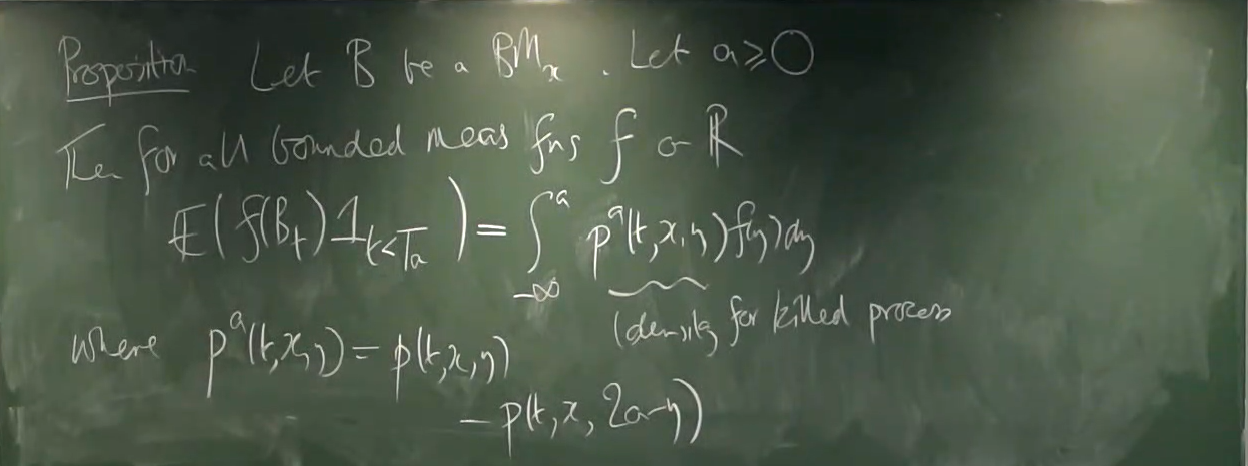 Proposition Let B be a BM_x. Let a ≥ 0
Then for all bounded meas fns f on ℝ
𝔼(f(B_t)1_{t<T_a}) = ∫_{-∞}^{a} p^a(t,x,y)f(y)dy
(density for killed process
where p^a(t,x,y) = p(t,x,y)
- p(t,x,2a-y)